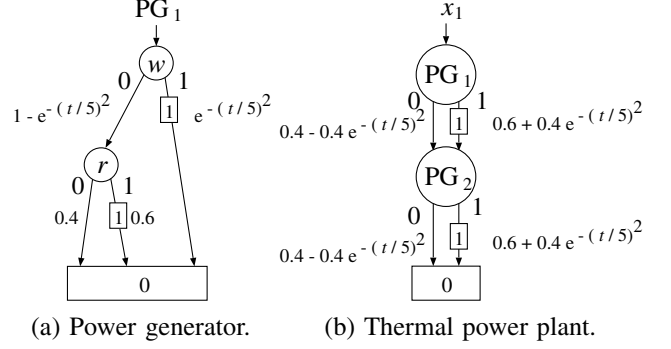 PG 1
w
0 1
1 - e^-(t/5)^2 1 e^-(t/5)^2
r
0 1
0.4 1 0.6
0
(a) Power generator.
x1
PG 1
0 1
0.4 - 0.4 e^-(t/5)^2 1 0.6 + 0.4 e^-(t/5)^2
PG 2
0 1
0.4 - 0.4 e^-(t/5)^2 1 0.6 + 0.4 e^-(t/5)^2
0
(b) Thermal power plant.